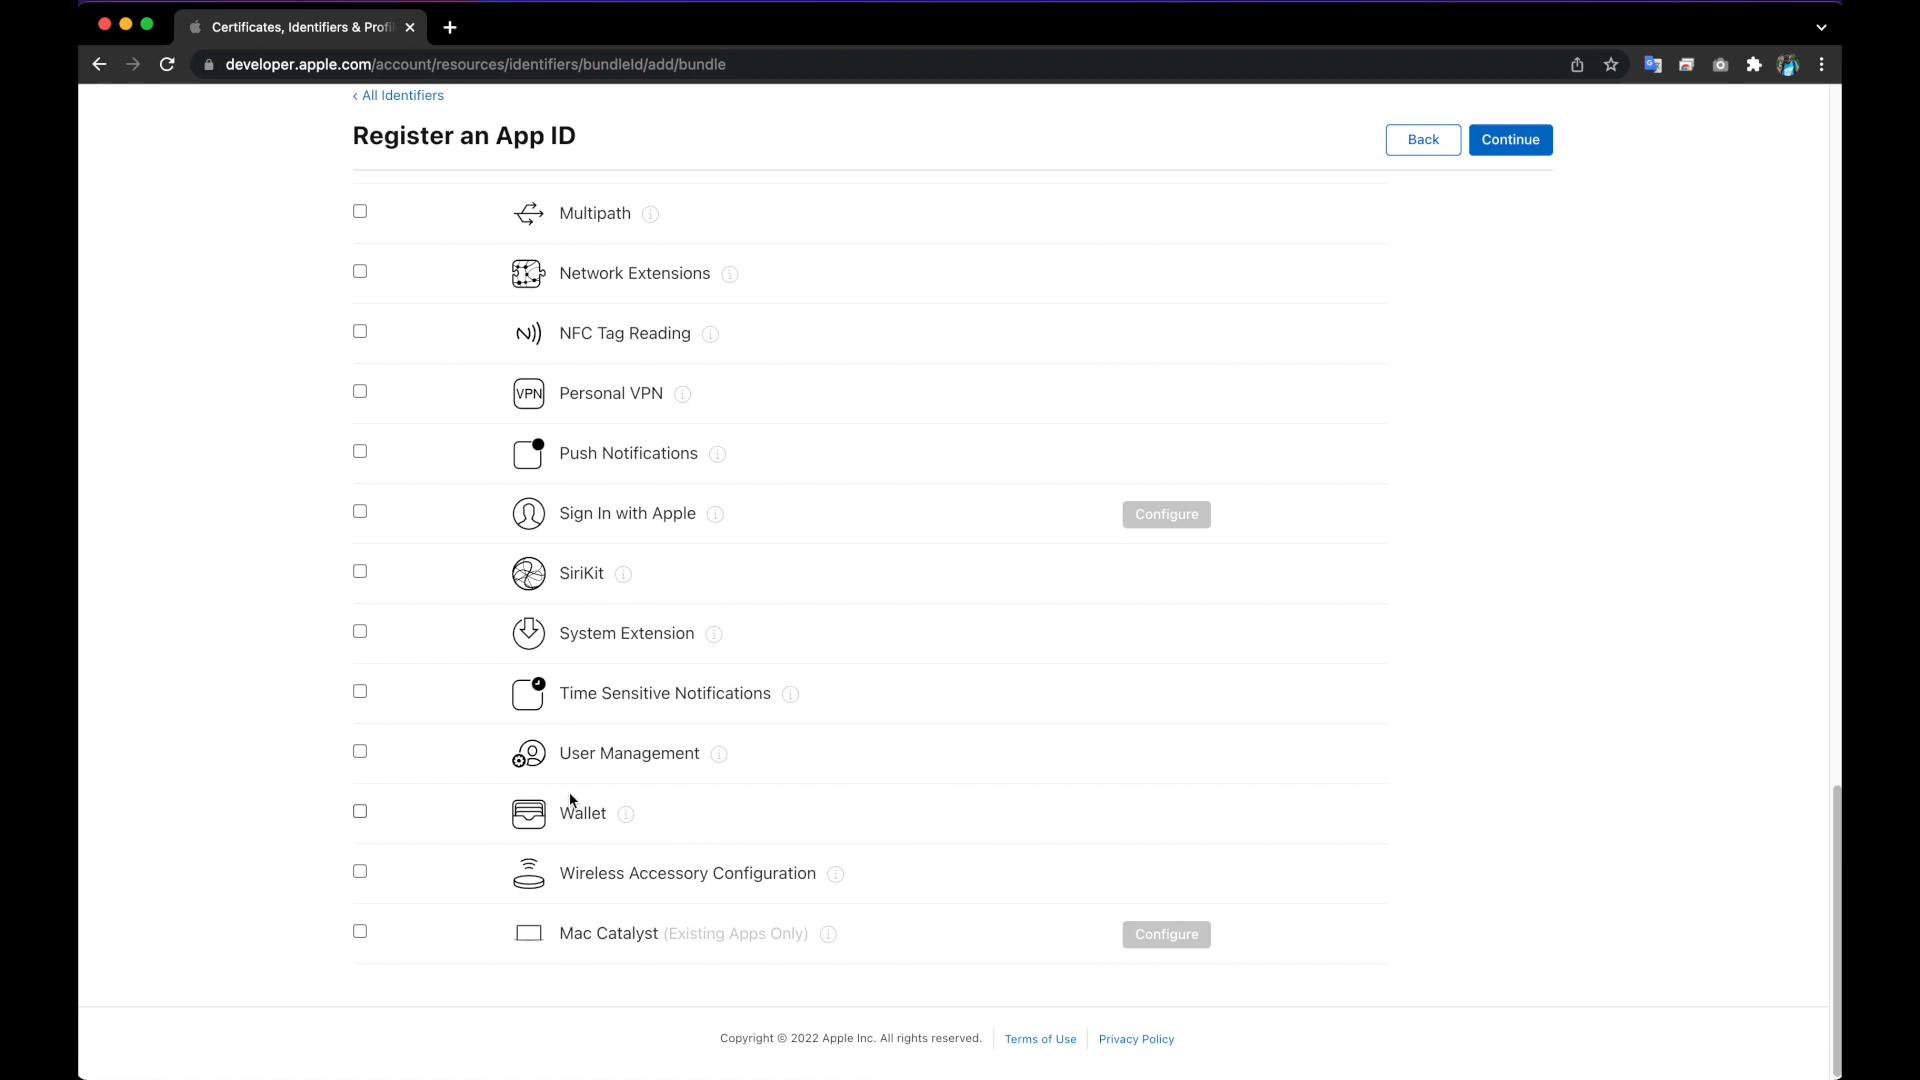 Certificates, Identifiers & Profi
developer.apple.com/account/resources/identifiers/bundleId/add/bundle
‹ All Identifiers
Register an App ID
Back
Continue
Multipath
Network Extensions
NFC Tag Reading
VPN
Personal VPN
Push Notifications
Sign In with Apple
Configure
SiriKit
System Extension
Time Sensitive Notifications
User Management
Wallet
Wireless Accessory Configuration
Mac Catalyst (Existing Apps Only)
Configure
Copyright © 2022 Apple Inc. All rights reserved.
Terms of Use
Privacy Policy